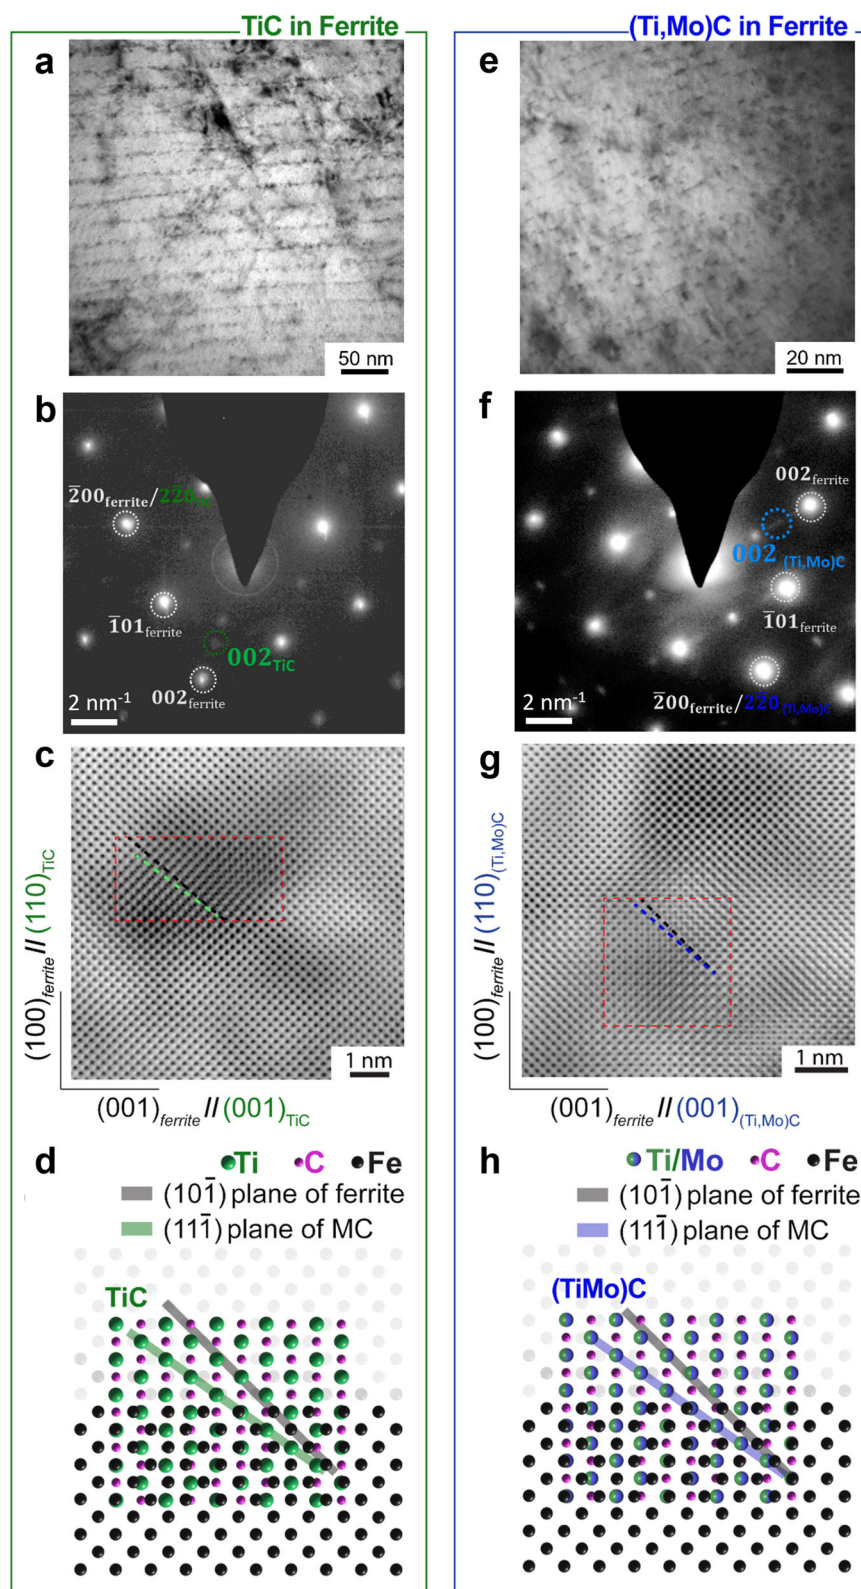 TiC in Ferrite
a
50 nm
b
2̅00ferrite/22̅0TiC
1̅01ferrite
002TiC
002ferrite
2 nm-1
c
(100)ferrite // (110)TiC
1 nm
(001)ferrite // (001)TiC
d
Ti C Fe
(101̅) plane of ferrite
(111̅) plane of MC
TiC
(Ti,Mo)C in Ferrite
e
20 nm
f
002ferrite
002 (Ti,Mo)C
1̅01ferrite
2̅00ferrite/22̅0(Ti,Mo)C
2 nm-1
g
(100)ferrite // (110)(Ti,Mo)C
1 nm
(001)ferrite // (001)(Ti,Mo)C
h
Ti/Mo C Fe
(101̅) plane of ferrite
(111̅) plane of MC
(TiMo)C